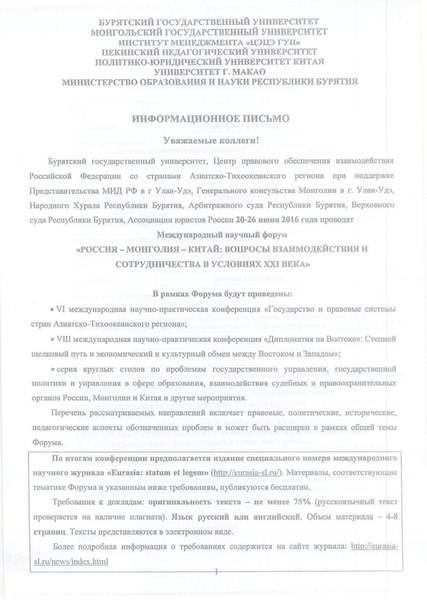 БУРЯТСКИЙ ГОСУДАРСТВЕННЫЙ УНИВЕРСИТЕТ
МОНГОЛЬСКИЙ ГОСУДАРСТВЕННЫЙ УНИВЕРСИТЕТ
ИНСТИТУТ МЕНЕДЖМЕНТА «ЦЭЦЭ ГУН»
ПЕКИНСКИЙ ПЕДАГОГИЧЕСКИЙ УНИВЕРСИТЕТ
ПОЛИТИКО-ЮРИДИЧЕСКИЙ УНИВЕРСИТЕТ КИТАЯ
УНИВЕРСИТЕТ Г. МАКАО
МИНИСТЕРСТВО ОБРАЗОВАНИЯ И НАУКИ РЕСПУБЛИКИ БУРЯТИЯ
ИНФОРМАЦИОННОЕ ПИСЬМО
Уважаемые коллеги!
Бурятский государственный университет, Центр правового обеспечения взаимодействия
Российской Федерации со странами Азиатско-Тихоокеанского региона при поддержке
Представительства МИД РФ в г Улан-Удэ, Генерального консульства Монголии в г. Улан-Удэ,
Народного Хурала Республики Бурятия, Арбитражного суда Республики Бурятия, Верховного
суда Республики Бурятия, Ассоциации юристов России 20-26 июня 2016 года проводят
Международный научный форум
«РОССИЯ – МОНГОЛИЯ – КИТАЙ: ВОПРОСЫ ВЗАИМОДЕЙСТВИЯ И
СОТРУДНИЧЕСТВА В УСЛОВИЯХ XXI ВЕКА»
В рамках Форума будут проведены:
• VI международная научно-практическая конференция «Государство и правовые системы
стран Азиатско-Тихоокеанского региона»;
• VIII международная научно-практическая конференция «Дипломатия на Востоке»: Степной
шелковый путь и экономический и культурный обмен между Востоком и Западом»;
• серия круглых столов по проблемам государственного управления, государственной
политики и управления в сфере образования, взаимодействия судебных и правоохранительных
органов России, Монголии и Китая и другие мероприятия.
Перечень рассматриваемых направлений включает правовые, политические, исторические,
педагогические аспекты обозначенных проблем и может быть расширен в рамках общей темы
Форума.
По итогам конференции предполагается издание специального номера международного
научного журнала «Eurasia: statum et legem» (http://eurasia-sl.ru/). Материалы, соответствующие
тематике Форума и указанным ниже требованиям, публикуются бесплатно.
Требования к докладам: оригинальность текста – не менее 75% (русскоязычный текст
проверяется на наличие плагиата). Язык русский или английский. Объем материала – 4-8
страниц. Тексты представляются в электронном виде.
Более подробная информация о требованиях содержится на сайте журнала: http://eurasia-
sl.ru/news/index.html
1